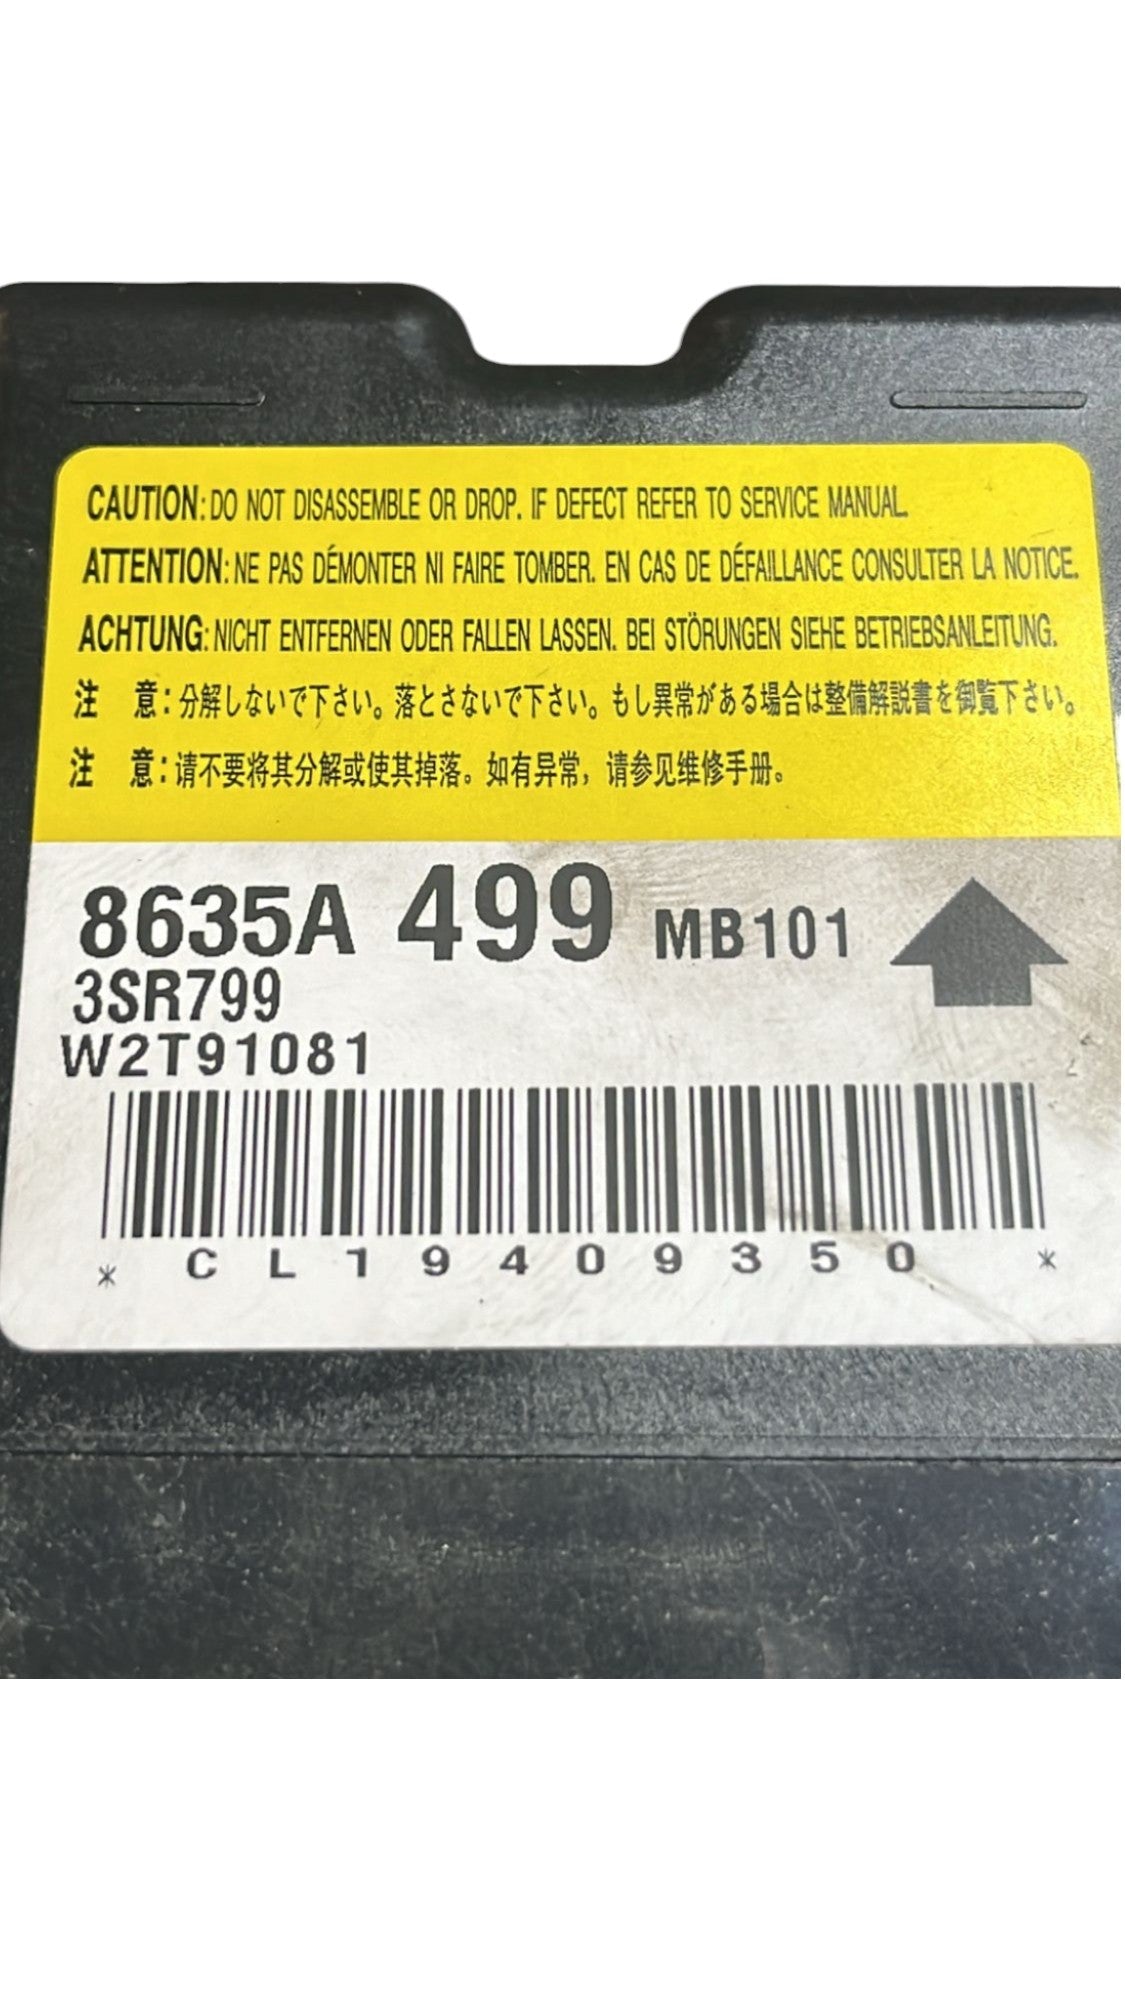 CAUTION: DO NOT DISASSEMBLE OR DROP. IF DEFECT REFER TO SERVICE MANUAL.
ATTENTION: NE PAS DÉMONTER NI FAIRE TOMBER. EN CAS DE DÉFAILLANCE CONSULTER LA NOTICE.
ACHTUNG: NICHT ENTFERNEN ODER FALLEN LASSEN. BEI STÖRUNGEN SIEHE BETRIEBSANLEITUNG.
注 意: 分解しないで下さい。落とさないで下さい。もし異常がある場合は整備解説書を御覧下さい。
注 意: 请不要将其分解或使其掉落。如有异常，请参见维修手册。
8635A 499 MB101
3SR799
W2T91081
* CL19409350 *